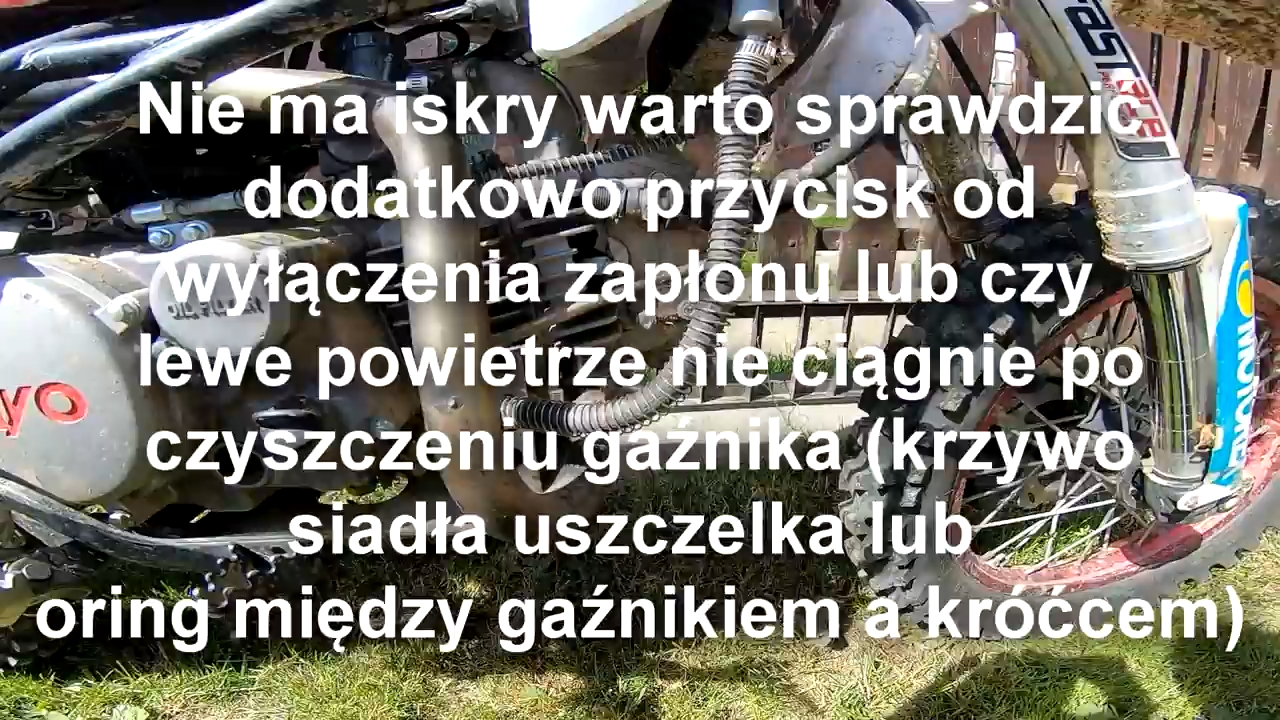 Nie ma iskry warto sprawdzic
dodatkowo przycisk od
wyłączenia zapłonu lub czy
lewe powietrze nie ciągnie po
czyszczeniu gaźnika (krzywo
siadła uszczelka lub
oring między gaźnikiem a króćcem)
yo